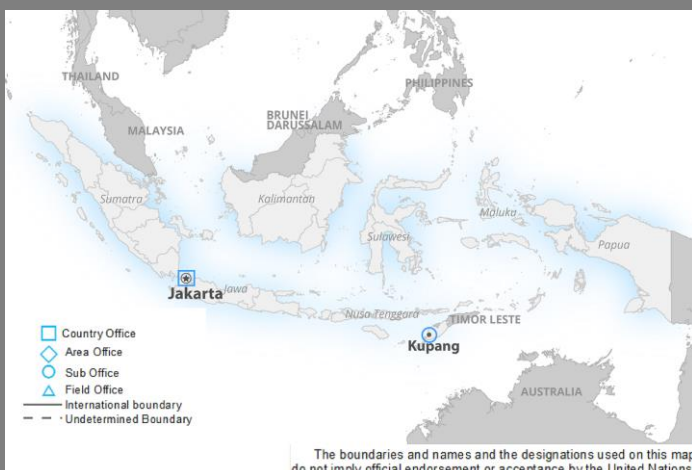 THAILAND
PHILIPPINES
BRUNEI
DARUSSALAM
MALAYSIA
Sumatra
Kalimantan
Maluka
Sulawesi
Papua
Jakarta
Jawa
Nusa Tenggara
TIMOR LESTE
Kupang
Country Office
Area Office
Sub Office
Field Office
International boundary
Undetermined Boundary
AUSTRALIA
The boundaries and names and the designations used on this map
do not imply official endorsement or acceptance by the United Nations